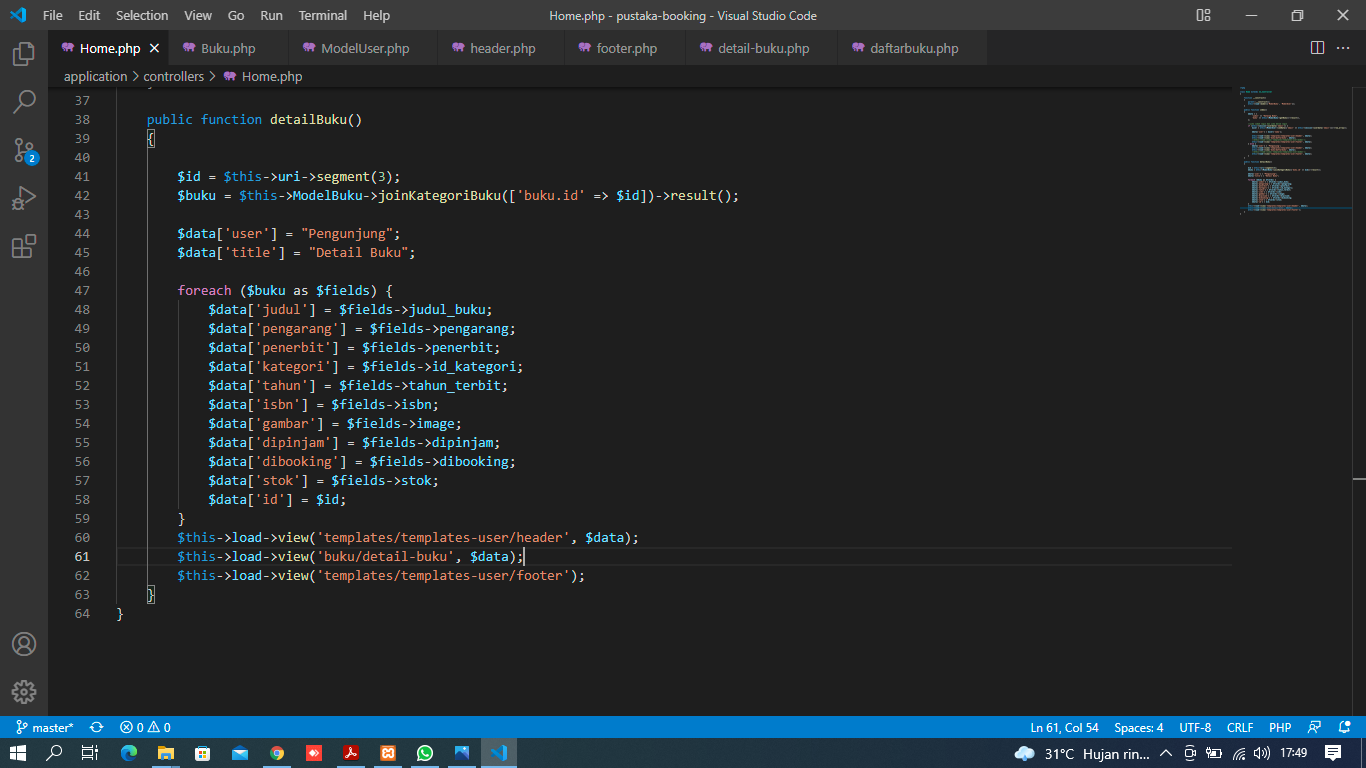 File Edit Selection View Go Run Terminal Help Home.php - pustaka-booking - Visual Studio Code
Home.php Buku.php ModelUser.php header.php footer.php detail-buku.php daftarbuku.php
application > controllers > Home.php
37
38 public function detailBuku()
39 {
40
41 $id = $this->uri->segment(3);
42 $buku = $this->ModelBuku->joinKategoriBuku(['buku.id' => $id])->result();
43
44 $data['user'] = "Pengunjung";
45 $data['title'] = "Detail Buku";
46
47 foreach ($buku as $fields) {
48 $data['judul'] = $fields->judul_buku;
49 $data['pengarang'] = $fields->pengarang;
50 $data['penerbit'] = $fields->penerbit;
51 $data['kategori'] = $fields->id_kategori;
52 $data['tahun'] = $fields->tahun_terbit;
53 $data['isbn'] = $fields->isbn;
54 $data['gambar'] = $fields->image;
55 $data['dipinjam'] = $fields->dipinjam;
56 $data['dibooking'] = $fields->dibooking;
57 $data['stok'] = $fields->stok;
58 $data['id'] = $id;
59 }
60 $this->load->view('templates/templates-user/header', $data);
61 $this->load->view('buku/detail-buku', $data);
62 $this->load->view('templates/templates-user/footer');
63 }
64 }
2
master* 0 0 Ln 61, Col 54 Spaces: 4 UTF-8 CRLF PHP
31°C Hujan rin... 17:49